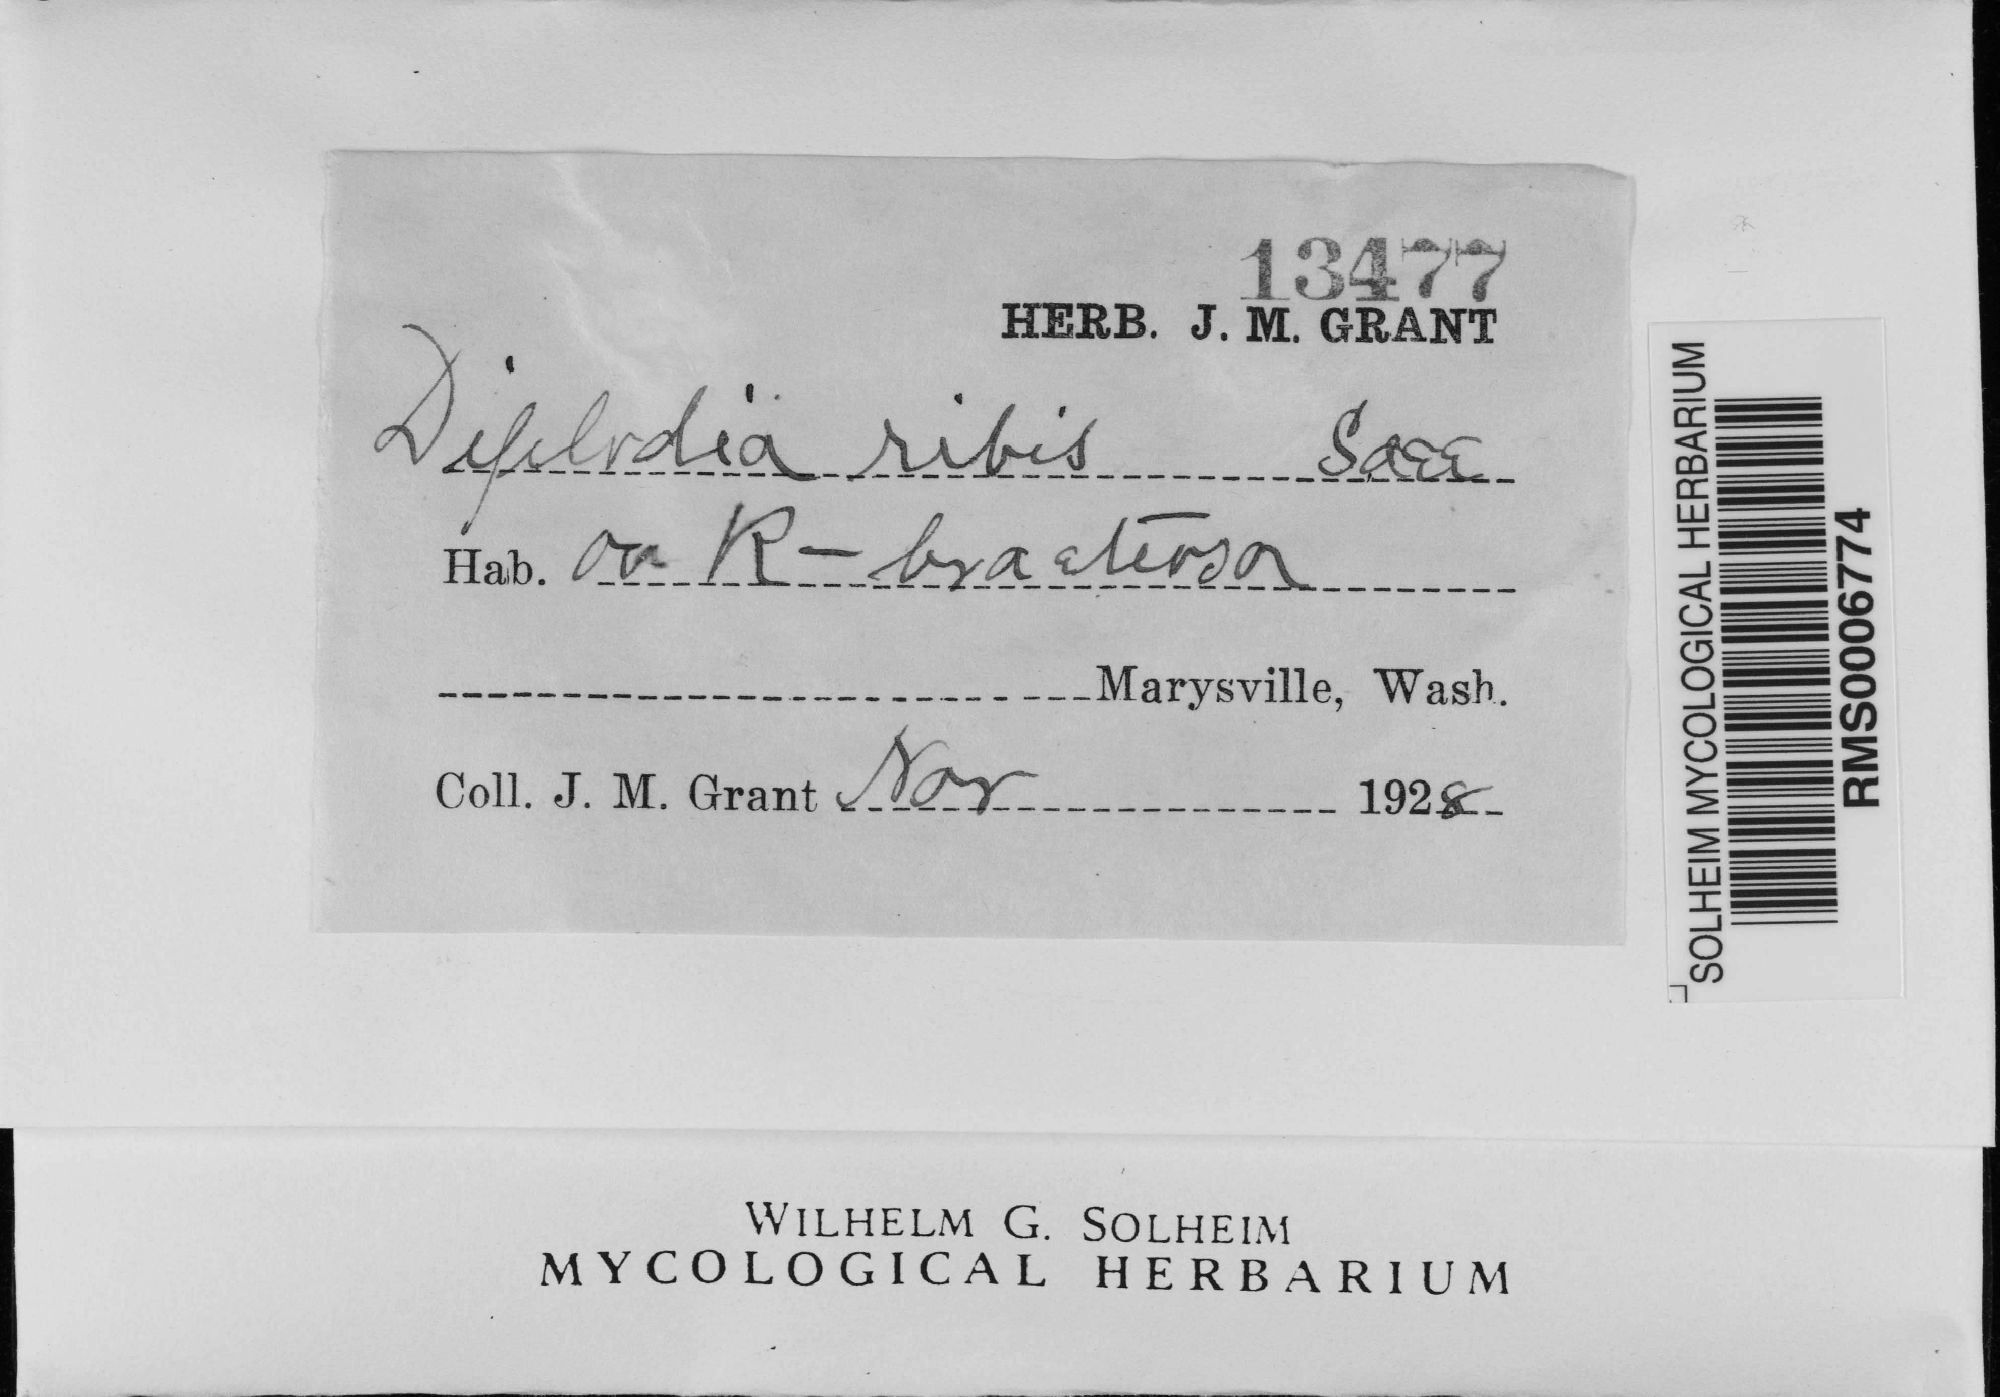 13477
HERB. J. M. GRANT
Diplodia ribis Sacc
Hab. on R - bracteosa
Marysville, Wash.
Coll. J. M. Grant Nov 1928
SOLHEIM MYCOLOGICAL HERBARIUM
RMS0006774
WILHELM G. SOLHEIM
MYCOLOGICAL HERBARIUM